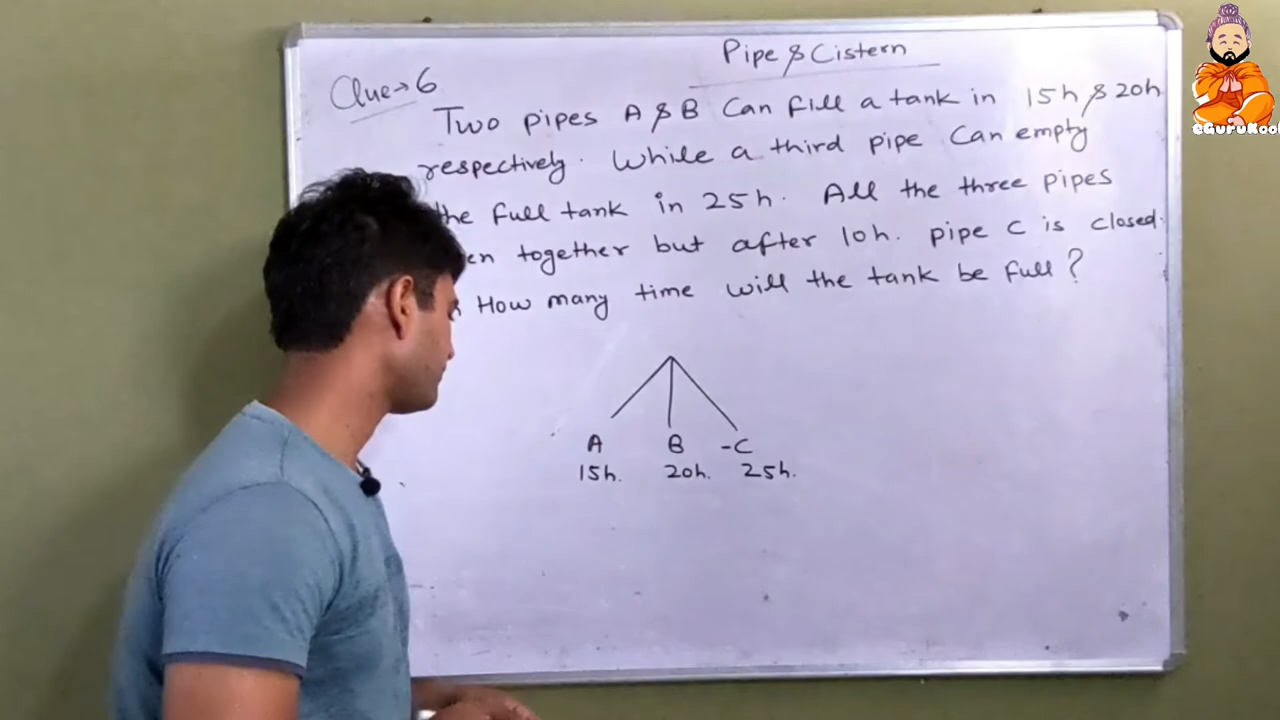 Pipe & Cistern
Clue→6
Two pipes A & B Can fill a tank in 15h & 20h
respectively. While a third pipe Can empty
the full tank in 25h. All the three pipes
together but after 10h. pipe C is closed.
How many time will the tank be full?
A B -C
15h. 20h. 25h.